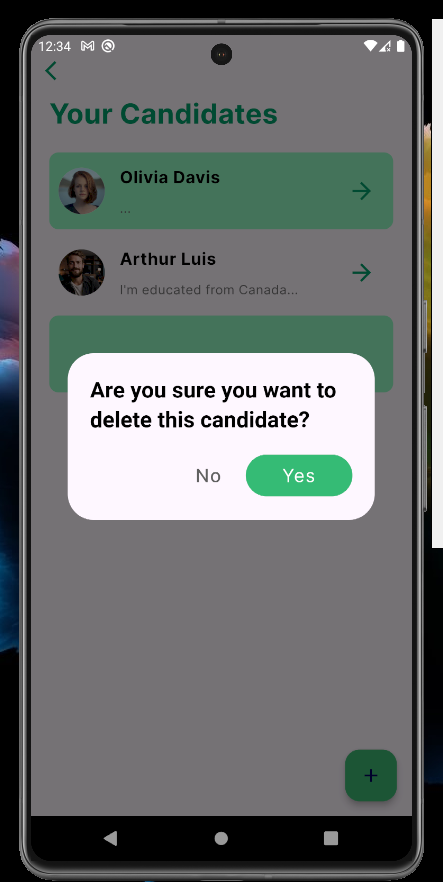 12:34
Your Candidates
Olivia Davis
...
Arthur Luis
I'm educated from Canada...
Are you sure you want to
delete this candidate?
No
Yes
+